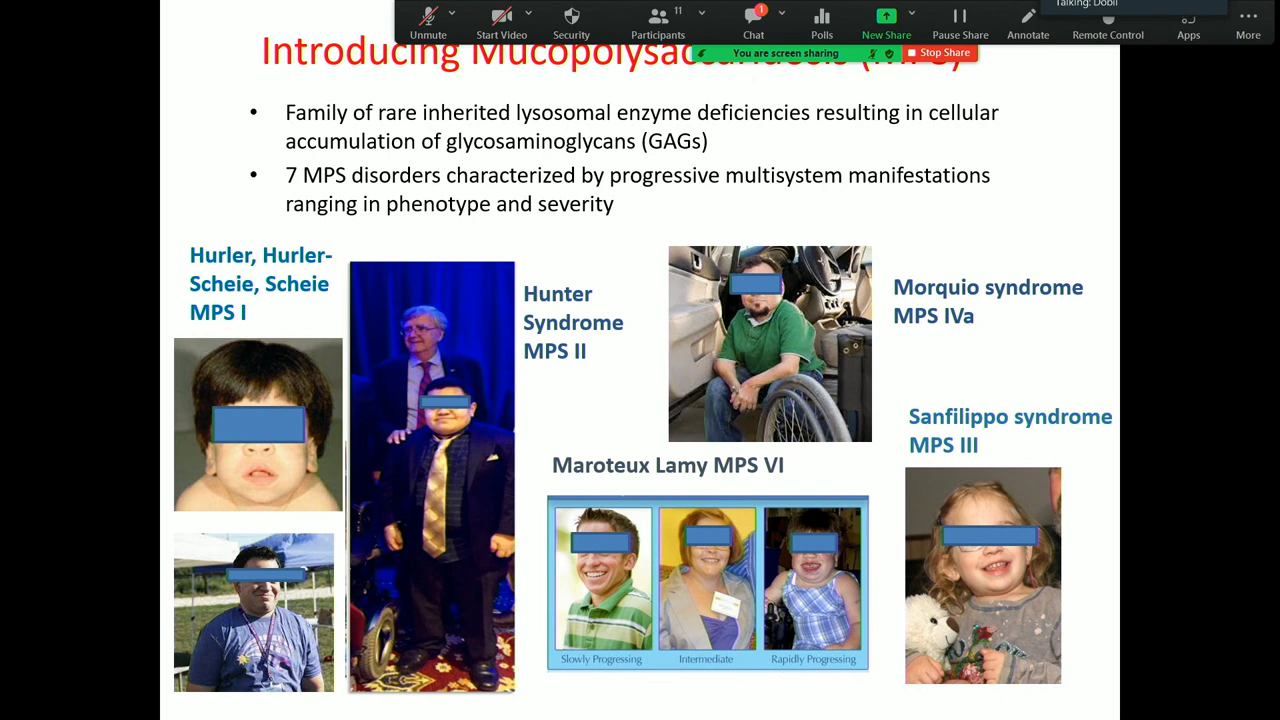 Talking: Dobil
11
1
Unmute
Start Video
Security
Participants
Chat
Polls
New Share
Pause Share
Annotate
Remote Control
Apps
More
You are screen sharing
Stop Share
Introducing
• Family of rare inherited lysosomal enzyme deficiencies resulting in cellular
accumulation of glycosaminoglycans (GAGs)
• 7 MPS disorders characterized by progressive multisystem manifestations
ranging in phenotype and severity
Hurler, Hurler-
Scheie, Scheie
MPS I
Hunter
Syndrome
MPS II
Morquio syndrome
MPS IVa
Sanfilippo syndrome
MPS III
Maroteux Lamy MPS VI
Slowly Progressing
Intermediate
Rapidly Progressing